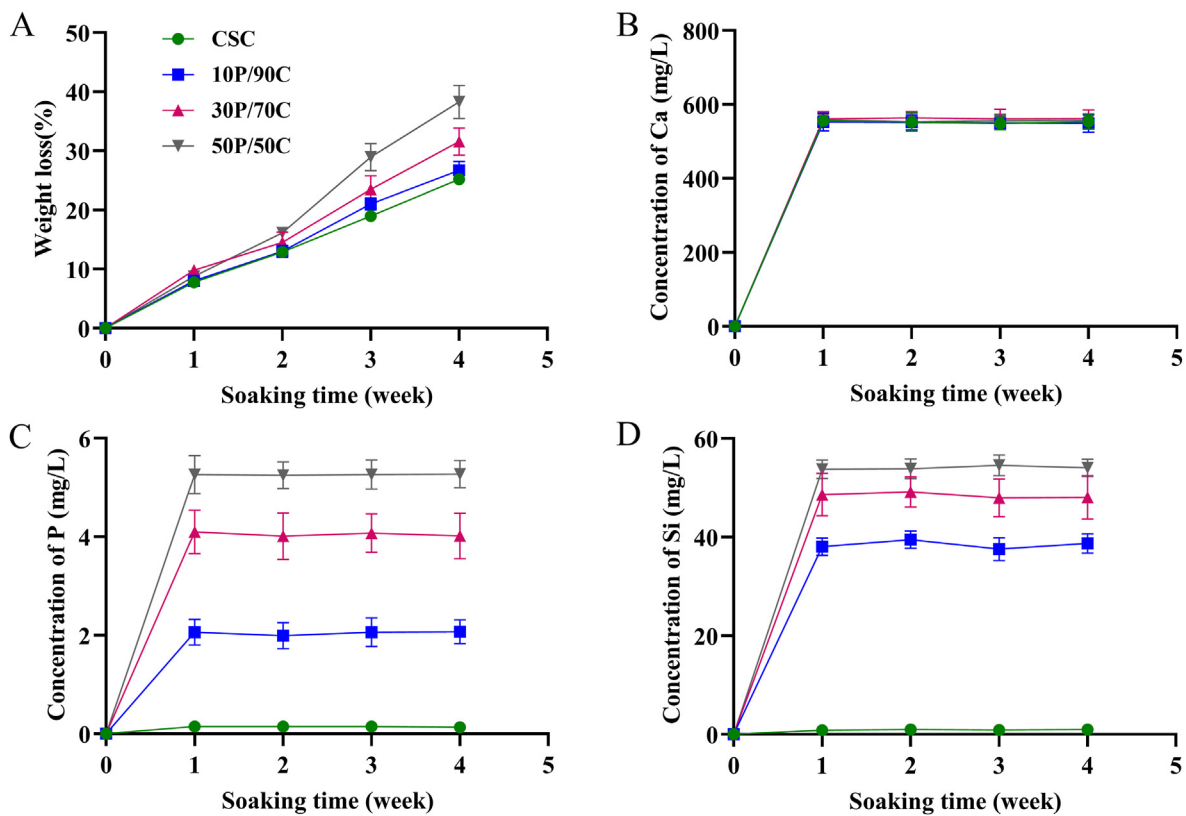 A
Weight loss(%)
50
40
30
20
10
0
CSC
10P/90C
30P/70C
50P/50C
0 1 2 3 4 5
Soaking time (week)
B
Concentration of Ca (mg/L)
800
600
400
200
0
0 1 2 3 4 5
Soaking time (week)
C
Concentration of P (mg/L)
6
4
2
0
0 1 2 3 4 5
Soaking time (week)
D
Concentration of Si (mg/L)
60
40
20
0
0 1 2 3 4 5
Soaking time (week)